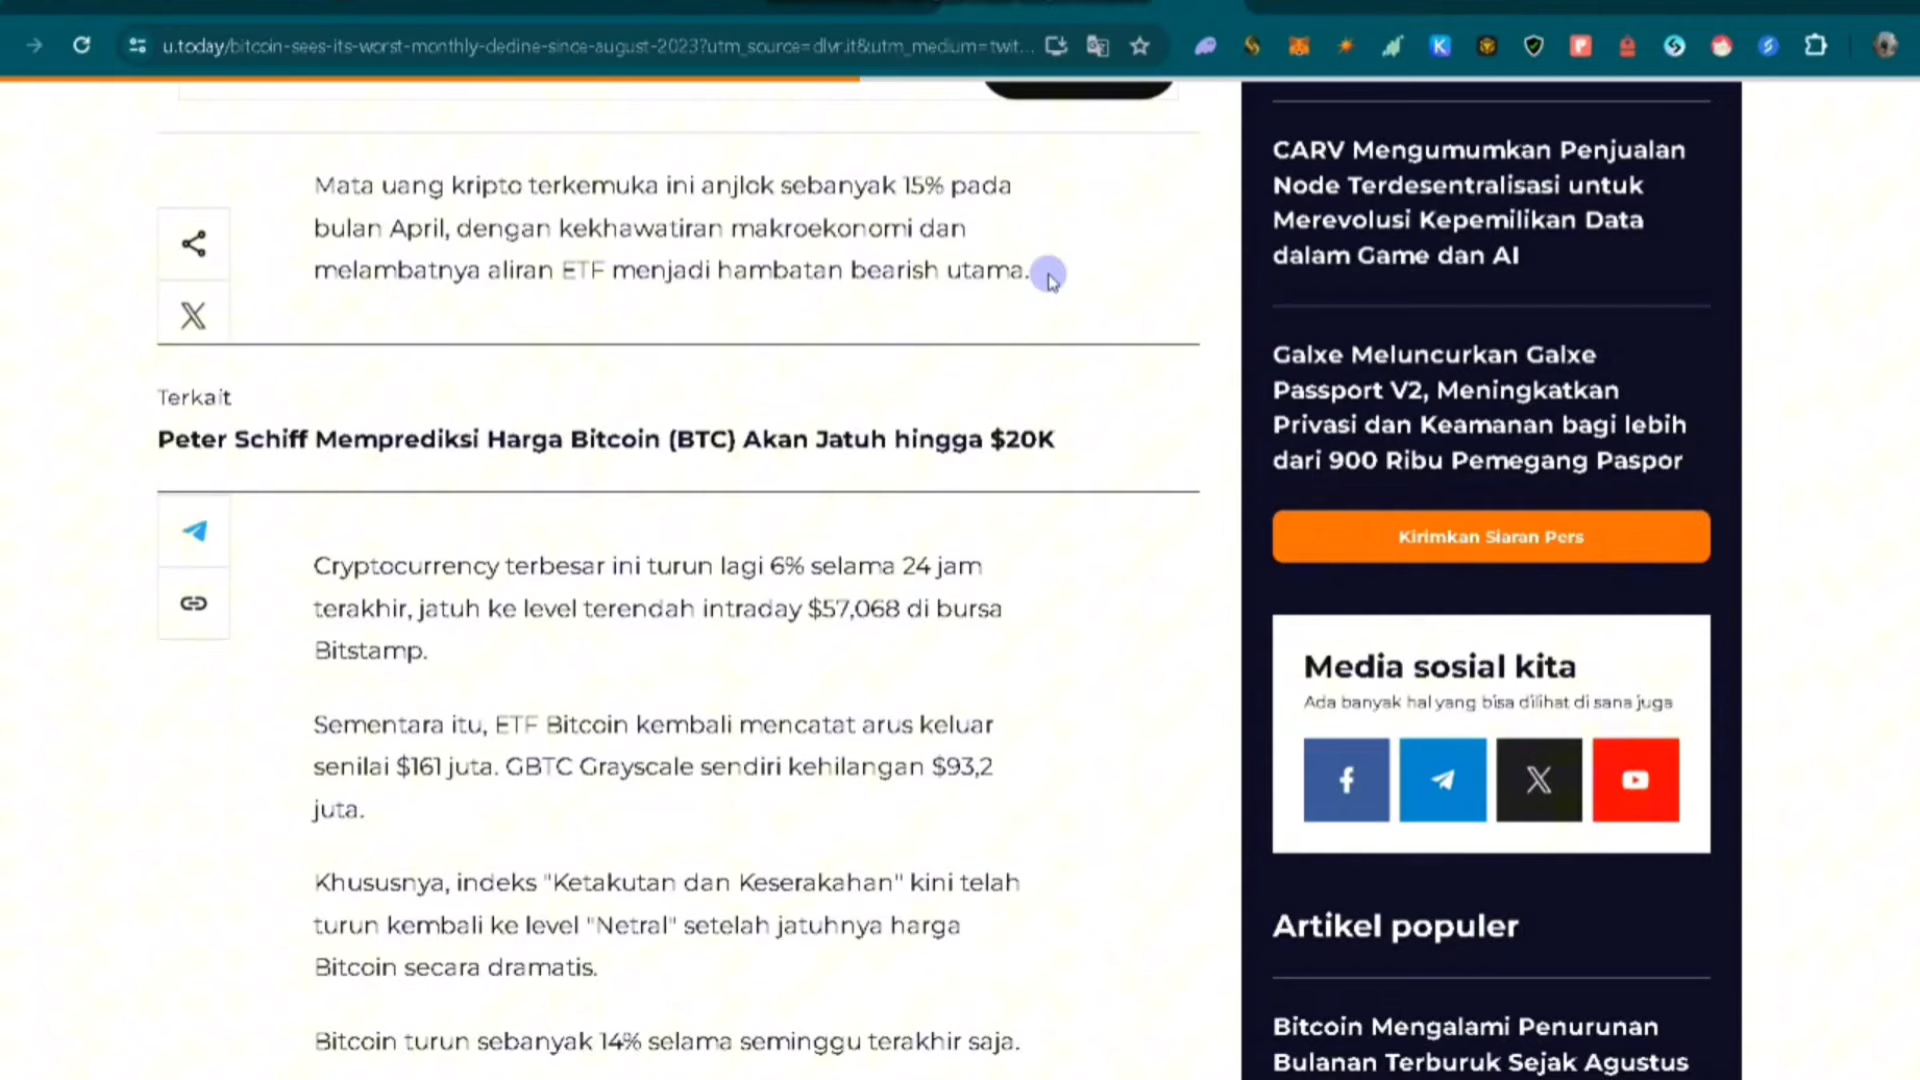 u.today/bitcoin-sees-its-worst-monthly-decline-since-august-2023?utm_source=dlvr.it&utm_medium=twit...
Mata uang kripto terkemuka ini anjlok sebanyak 15% pada
bulan April, dengan kekhawatiran makroekonomi dan
melambatnya aliran ETF menjadi hambatan bearish utama.
Terkait
Peter Schiff Memprediksi Harga Bitcoin (BTC) Akan Jatuh hingga $20K
Cryptocurrency terbesar ini turun lagi 6% selama 24 jam
terakhir, jatuh ke level terendah intraday $57,068 di bursa
Bitstamp.
Sementara itu, ETF Bitcoin kembali mencatat arus keluar
senilai $161 juta. GBTC Grayscale sendiri kehilangan $93,2
juta.
Khususnya, indeks "Ketakutan dan Keserakahan" kini telah
turun kembali ke level "Netral" setelah jatuhnya harga
Bitcoin secara dramatis.
Bitcoin turun sebanyak 14% selama seminggu terakhir saja.
CARV Mengumumkan Penjualan
Node Terdesentralisasi untuk
Merevolusi Kepemilikan Data
dalam Game dan AI
Galxe Meluncurkan Galxe
Passport V2, Meningkatkan
Privasi dan Keamanan bagi lebih
dari 900 Ribu Pemegang Paspor
Kirimkan Siaran Pers
Media sosial kita
Ada banyak hal yang bisa dilihat di sana juga
Artikel populer
Bitcoin Mengalami Penurunan
Bulanan Terburuk Sejak Agustus